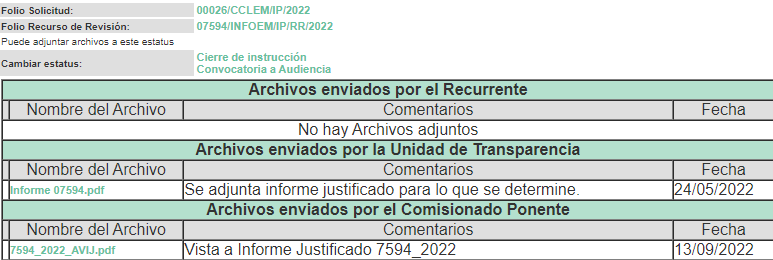 Folio Solicitud: 00026/CCLEM/IP/2022
Folio Recurso de Revisión: 07594/INFOEM/IP/RR/2022
Puede adjuntar archivos a este estatus
Cambiar estatus: Cierre de instrucción
Convocatoria a Audiencia
Archivos enviados por el Recurrente
Nombre del Archivo Comentarios Fecha
No hay Archivos adjuntos
Archivos enviados por la Unidad de Transparencia
Nombre del Archivo Comentarios Fecha
Informe 07594.pdf Se adjunta informe justificado para lo que se determine. 24/05/2022
Archivos enviados por el Comisionado Ponente
Nombre del Archivo Comentarios Fecha
7594_2022_AVIJ.pdf Vista a Informe Justificado 7594_2022 13/09/2022